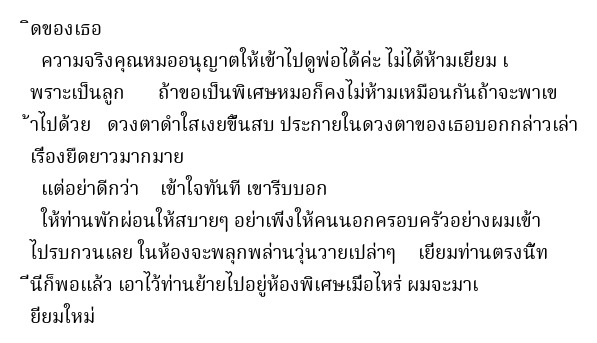 ิดของเธอ
ความจริงคุณหมออนุญาตให้เข้าไปดูพ่อได้ค่ะ ไม่ได้ห้ามเยียม เ
พราะเป็นลูก ถ้าขอเป็นพิเศษหมอก็คงไม่ห้ามเหมือนกันถ้าจะพาเข
้าไปด้วย ดวงตาดำใสเงยขึ้นสบ ประกายในดวงตาของเธอบอกกล่าวเล่า
เรื่องยืดยาวมากมาย
แต่อย่าดีกว่า เข้าใจทันที เขารีบบอก
ให้ท่านพักผ่อนให้สบายๆ อย่าเพิ่งให้คนนอกครอบครัวอย่างผมเข้า
ไปรบกวนเลย ในห้องจะพลุกพล่านวุ่นวายเปล่าๆ เยี่ยมท่านตรงนี้ท
ี่นี่ก็พอแล้ว เอาไว้ท่านย้ายไปอยู่ห้องพิเศษเมื่อไหร่ ผมจะมาเ
ยี่ยมใหม่